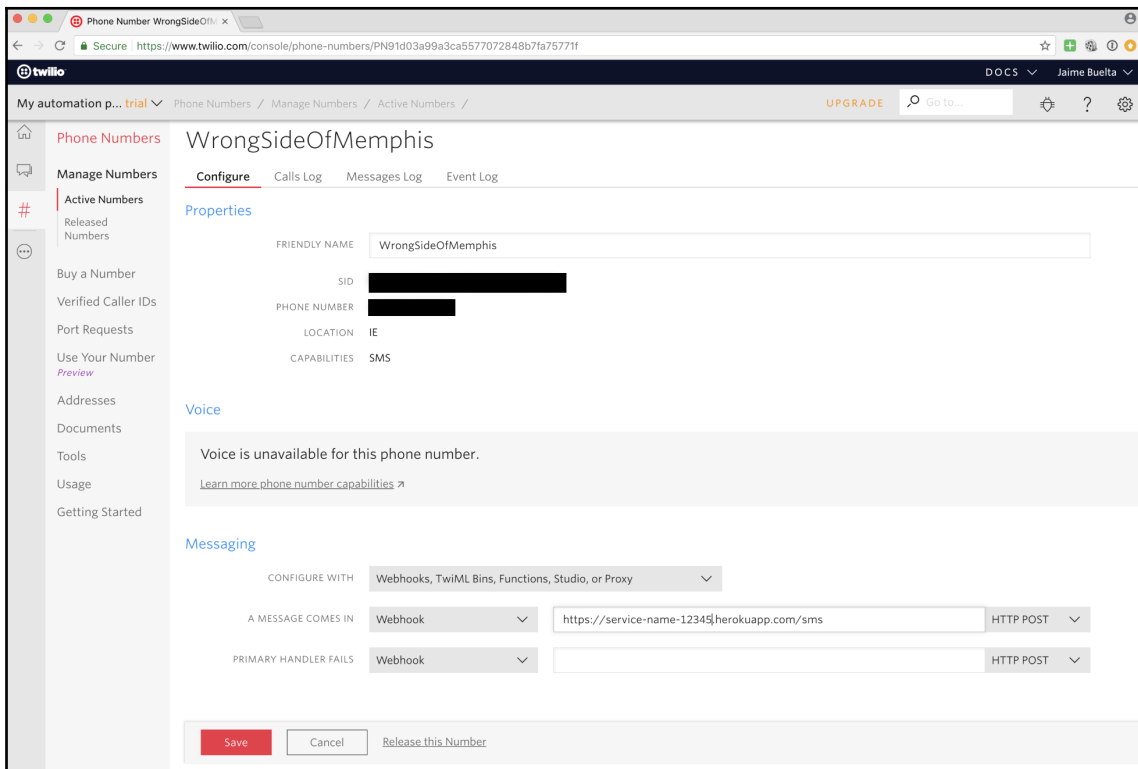 Phone Number WrongSideOfM ×
Secure https://www.twilio.com/console/phone-numbers/PN91d03a99a3ca5577072848b7fa75771f
twilio DOCS Jaime Buelta
My automation p... trial Phone Numbers / Manage Numbers / Active Numbers / UPGRADE Go to... ?
Phone Numbers
Manage Numbers
Active Numbers
Released
Numbers
Buy a Number
Verified Caller IDs
Port Requests
Use Your Number
Preview
Addresses
Documents
Tools
Usage
Getting Started
WrongSideOfMemphis
Configure Calls Log Messages Log Event Log
Properties
FRIENDLY NAME WrongSideOfMemphis
SID
PHONE NUMBER
LOCATION IE
CAPABILITIES SMS
Voice
Voice is unavailable for this phone number.
Learn more phone number capabilities
Messaging
CONFIGURE WITH Webhooks, TwiML Bins, Functions, Studio, or Proxy
A MESSAGE COMES IN Webhook https://service-name-12345.herokuapp.com/sms HTTP POST
PRIMARY HANDLER FAILS Webhook HTTP POST
Save Cancel Release this Number